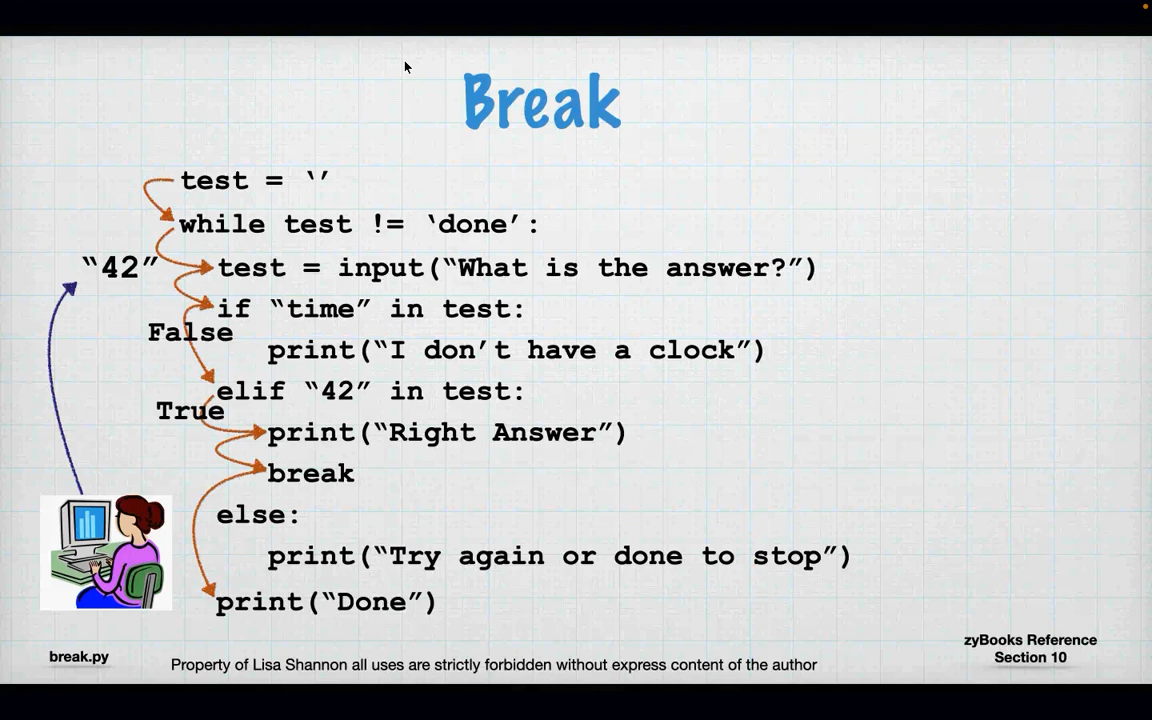 Break
test = ‘’
while test != ‘done’:
“42”
test = input(“What is the answer?”)
if “time” in test:
False
print(“I don’t have a clock”)
elif “42” in test:
True
print(“Right Answer”)
break
else:
print(“Try again or done to stop”)
print(“Done”)
zyBooks Reference
Section 10
break.py
Property of Lisa Shannon all uses are strictly forbidden without express content of the author